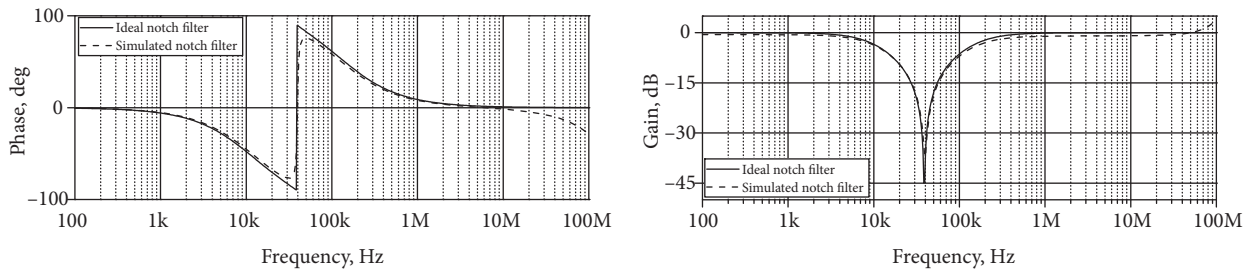 100
Ideal notch filter
Simulated notch filter
Phase, deg
0
−100
100
1k
10k
100k
1M
10M
100M
Frequency, Hz
0
−15
Gain, dB
−30
Ideal notch filter
Simulated notch filter
−45
100
1k
10k
100k
1M
10M
100M
Frequency, Hz